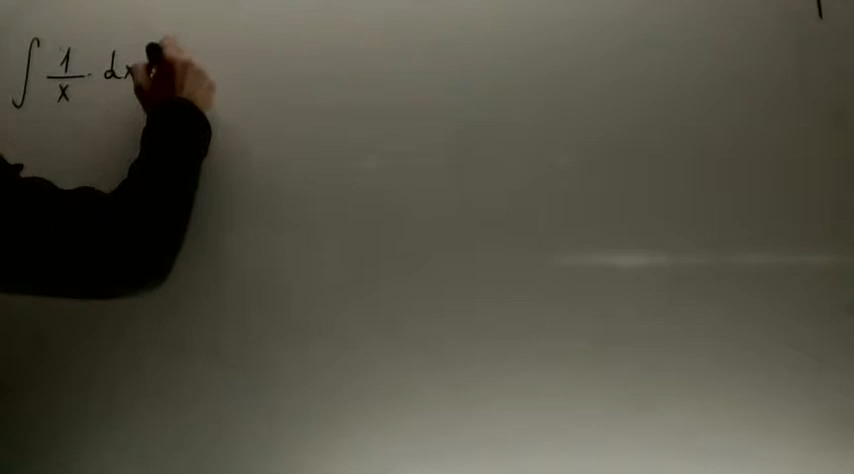 ∫ 1/x · dx